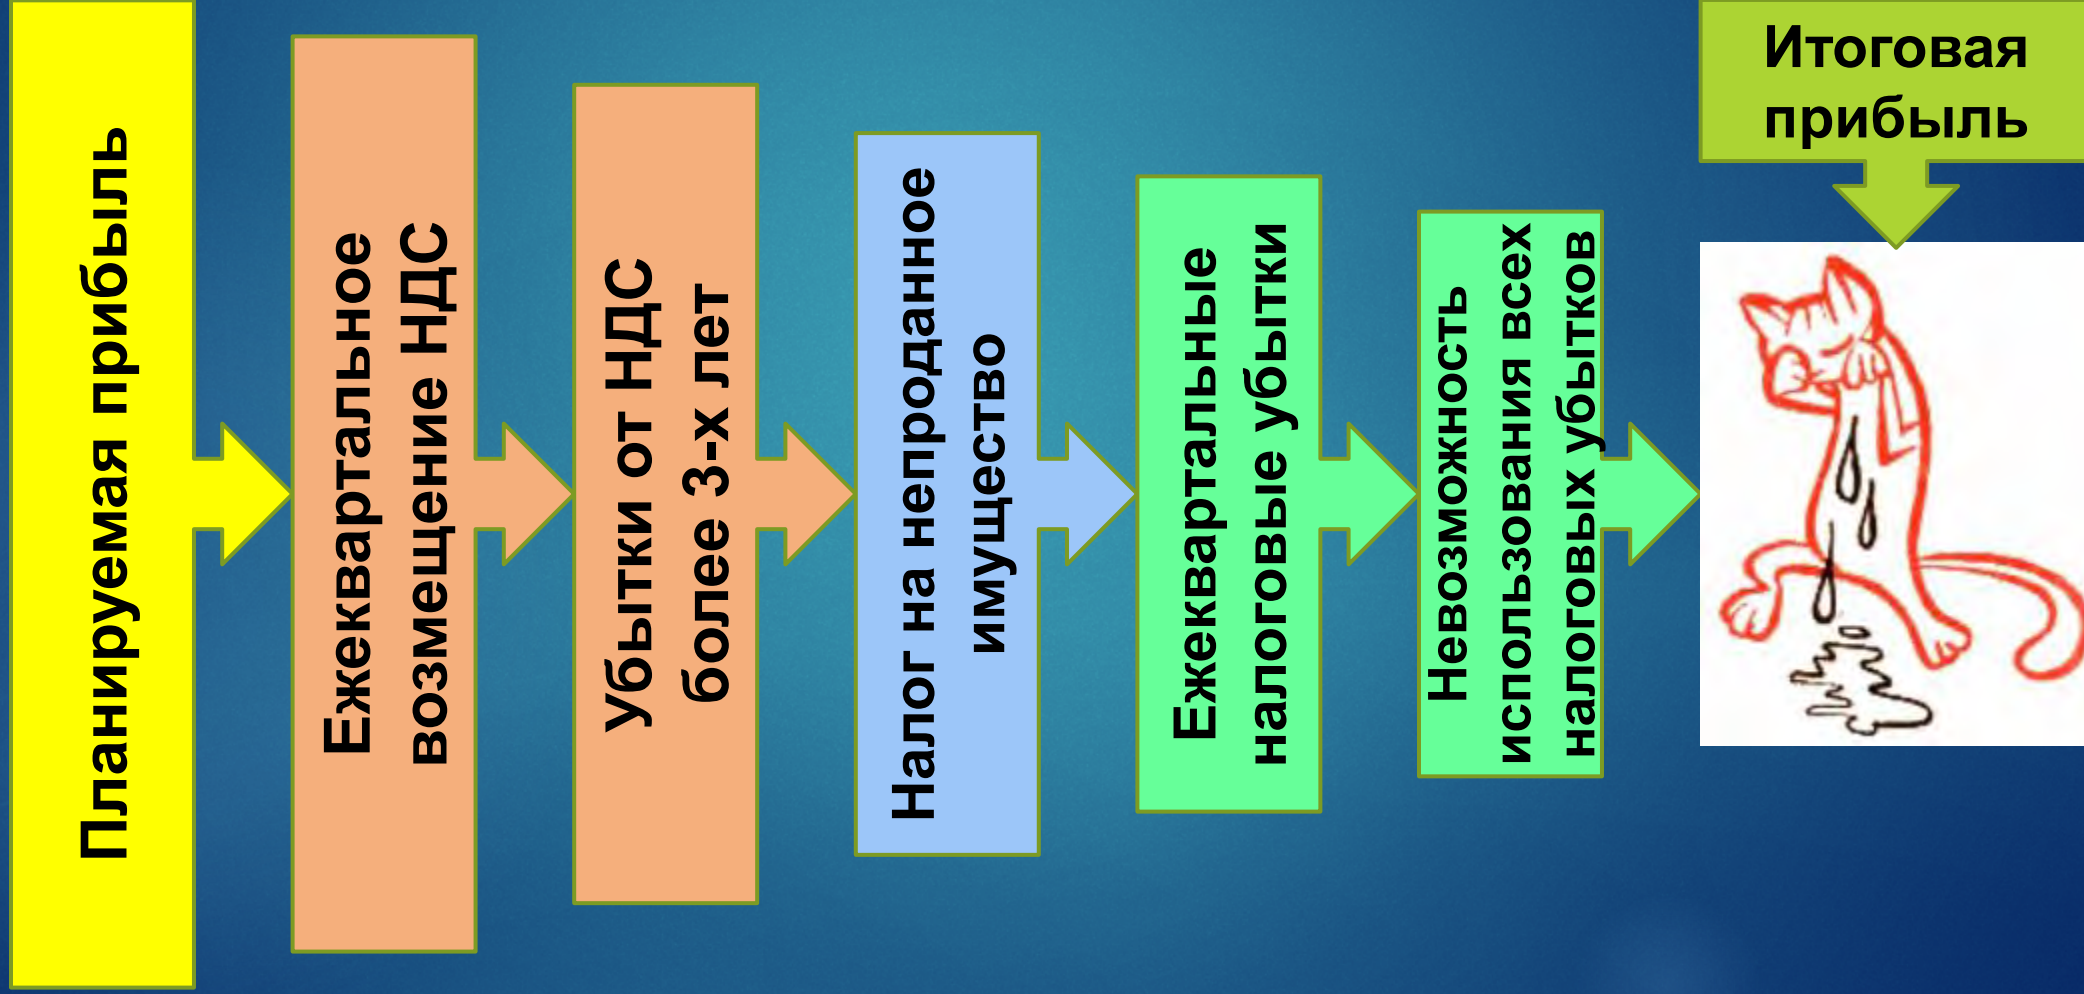 Планируемая прибыль
Ежеквартальное
возмещение НДС
Убытки от НДС
более 3-х лет
Налог на непроданное
имущество
Ежеквартальные
налоговые убытки
Невозможность
использования всех
налоговых убытков
Итоговая
прибыль